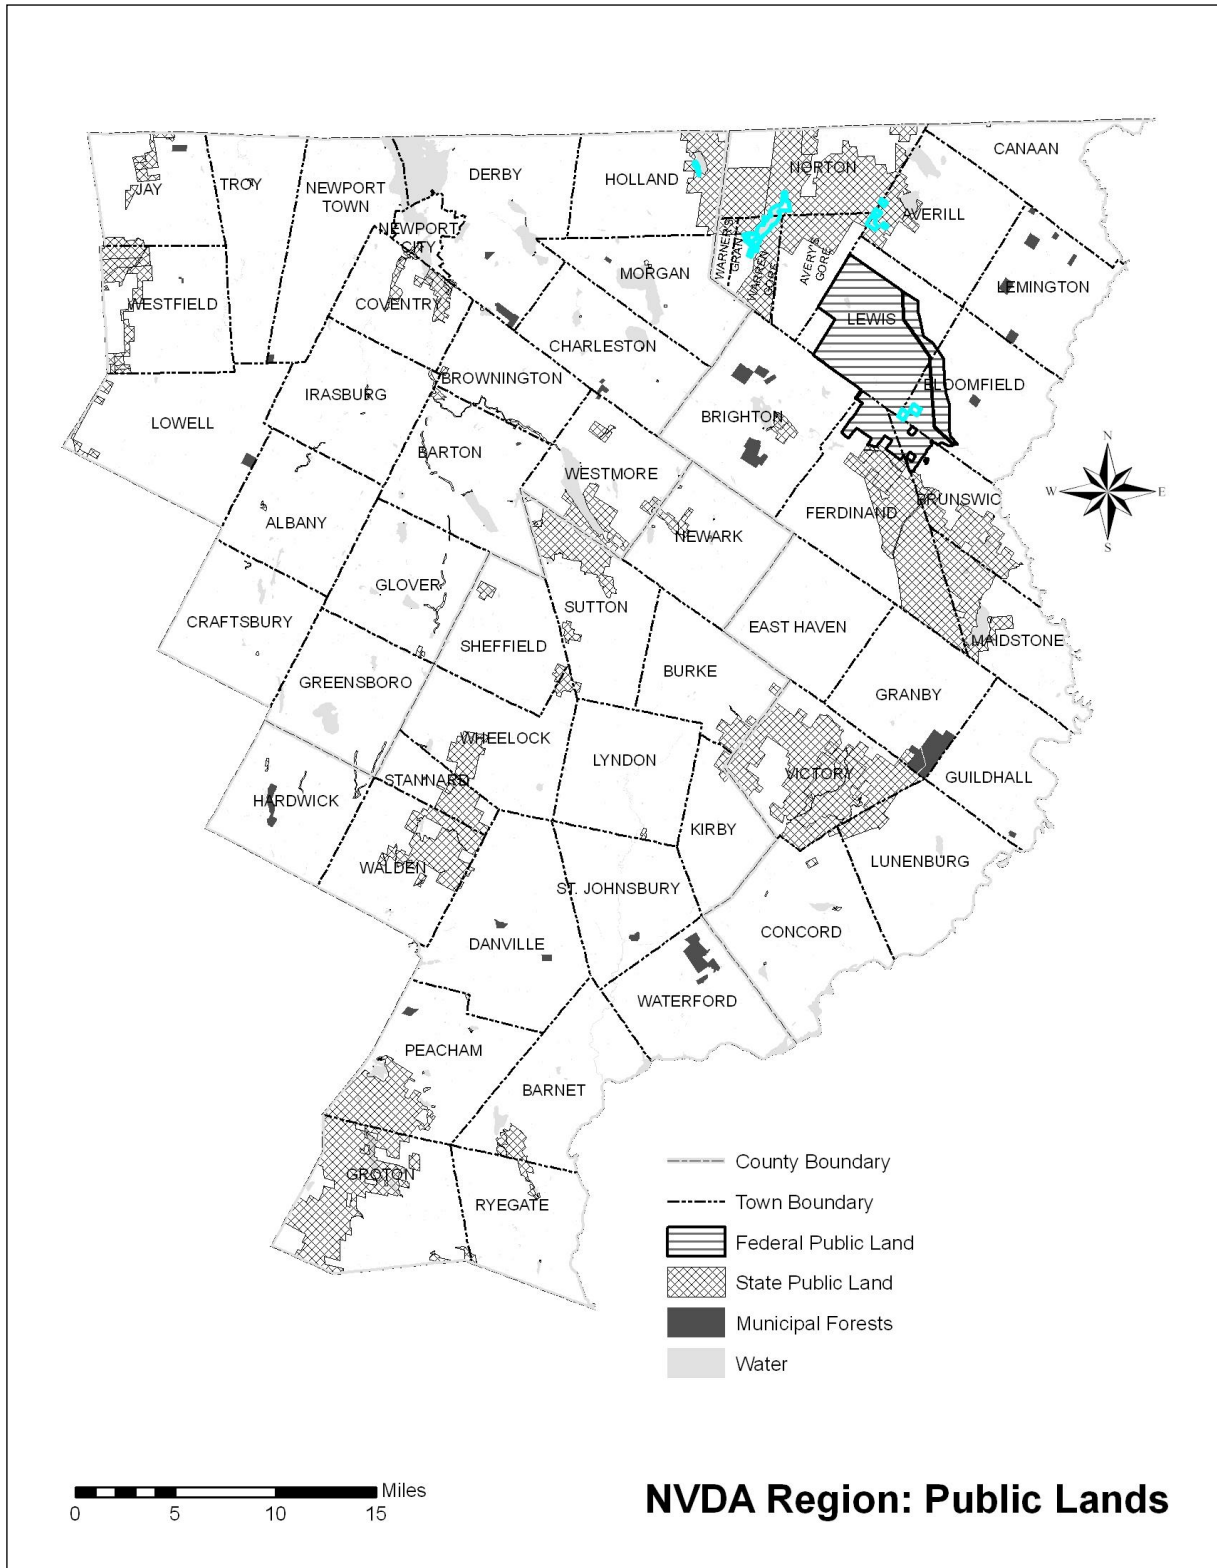 CANAAN
NORTON
DERBY
HOLLAND
TROY
JAY
NEWPORT
TOWN
AVERILL
NEWPORT
CITY
WARNER'S
GRANT
WARREN
GORE
AVERY'S
GORE
MORGAN
LEMINGTON
WESTFIELD
COVENTRY
LEWIS
CHARLESTON
BROWNINGTON
BLOOMFIELD
IRASBURG
BRIGHTON
LOWELL
BARTON
N
W
E
S
WESTMORE
BRUNSWIC
FERDINAND
ALBANY
NEWARK
GLOVER
SUTTON
CRAFTSBURY
EAST HAVEN
MAIDSTONE
SHEFFIELD
BURKE
GREENSBORO
GRANBY
WHEELOCK
LYNDON
VICTORY
GUILDHALL
STANNARD
HARDWICK
KIRBY
WALDEN
LUNENBURG
ST. JOHNSBURY
CONCORD
DANVILLE
WATERFORD
PEACHAM
BARNET
GROTON
RYEGATE
County Boundary
Town Boundary
Federal Public Land
State Public Land
Municipal Forests
Water
Miles
0 5 10 15
NVDA Region: Public Lands